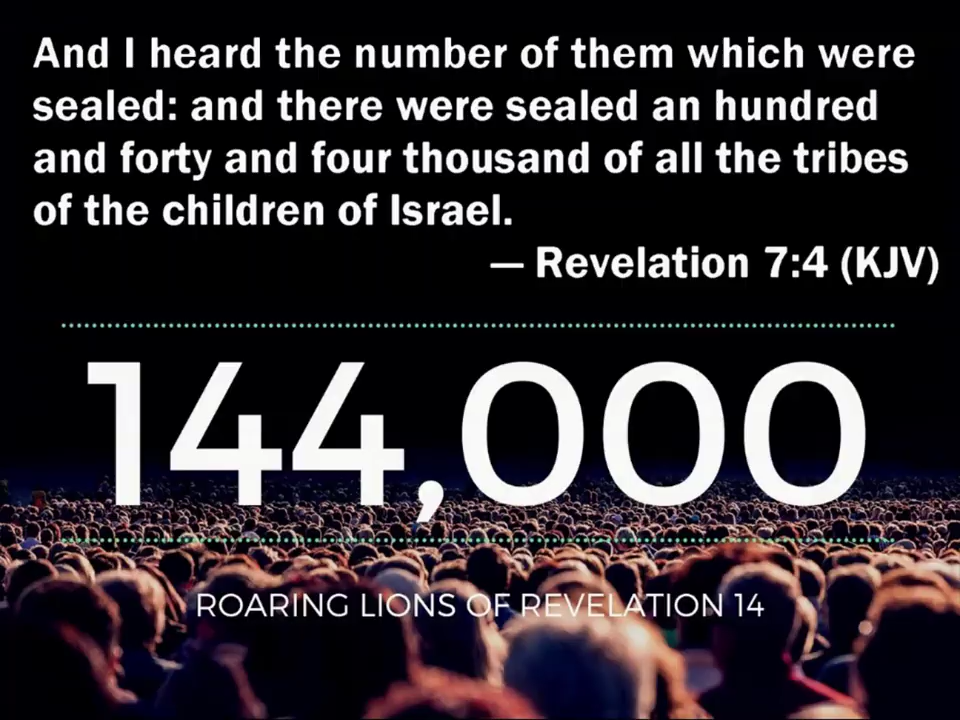 And I heard the number of them which were
sealed: and there were sealed an hundred
and forty and four thousand of all the tribes
of the children of Israel.
— Revelation 7:4 (KJV)
144,000
ROARING LIONS OF REVELATION 14